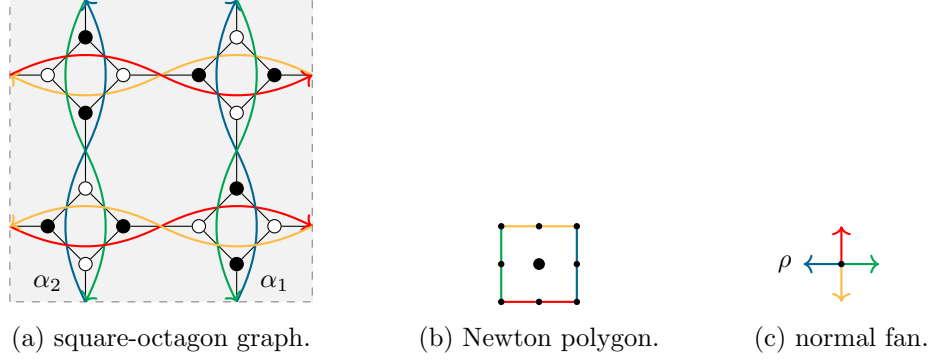 ρ
α₂
α₁
(a) square-octagon graph.
(b) Newton polygon.
(c) normal fan.